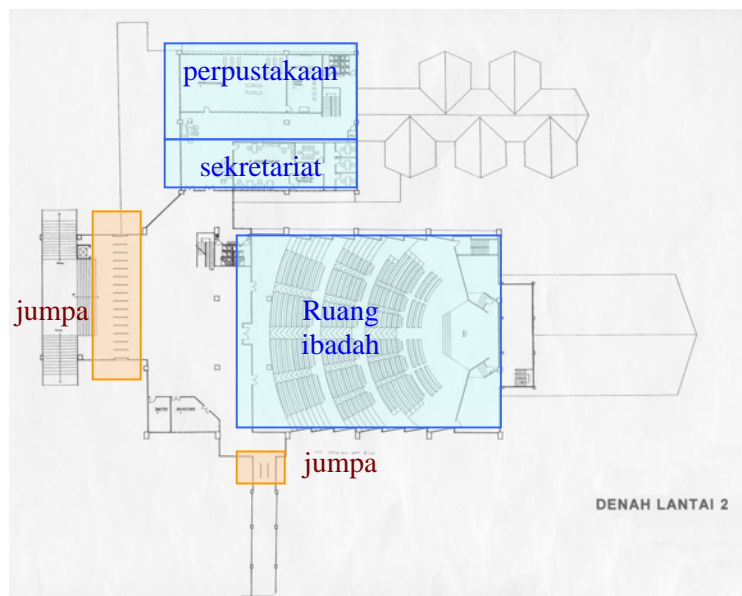 perpustakaan
sekretariat
jumpa
Ruang
ibadah
jumpa
DENAH LANTAI 2